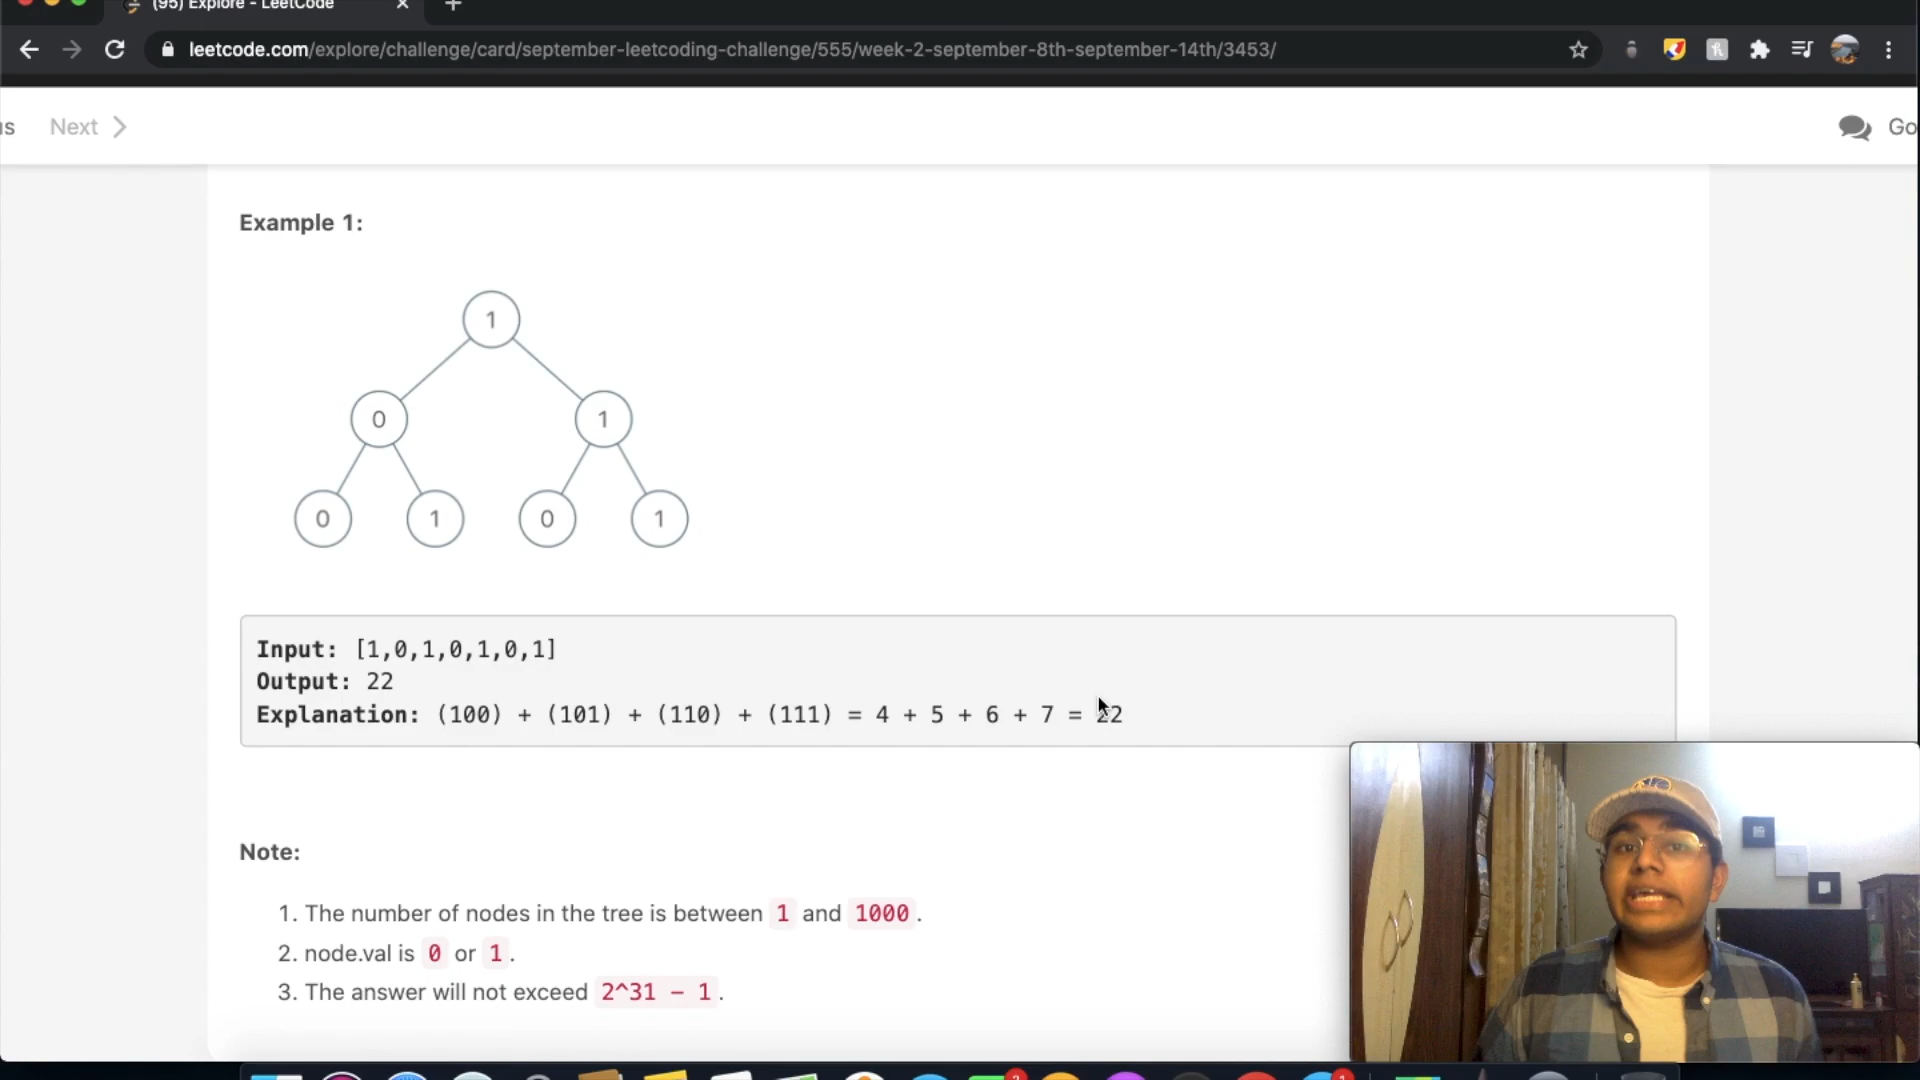 (95) Explore - LeetCode
leetcode.com/explore/challenge/card/september-leetcoding-challenge/555/week-2-september-8th-september-14th/3453/
Next
Go
Example 1:
1
0 1
0 1 0 1
Input: [1,0,1,0,1,0,1]
Output: 22
Explanation: (100) + (101) + (110) + (111) = 4 + 5 + 6 + 7 = 22
Note:
1. The number of nodes in the tree is between 1 and 1000.
2. node.val is 0 or 1.
3. The answer will not exceed 2^31 - 1.